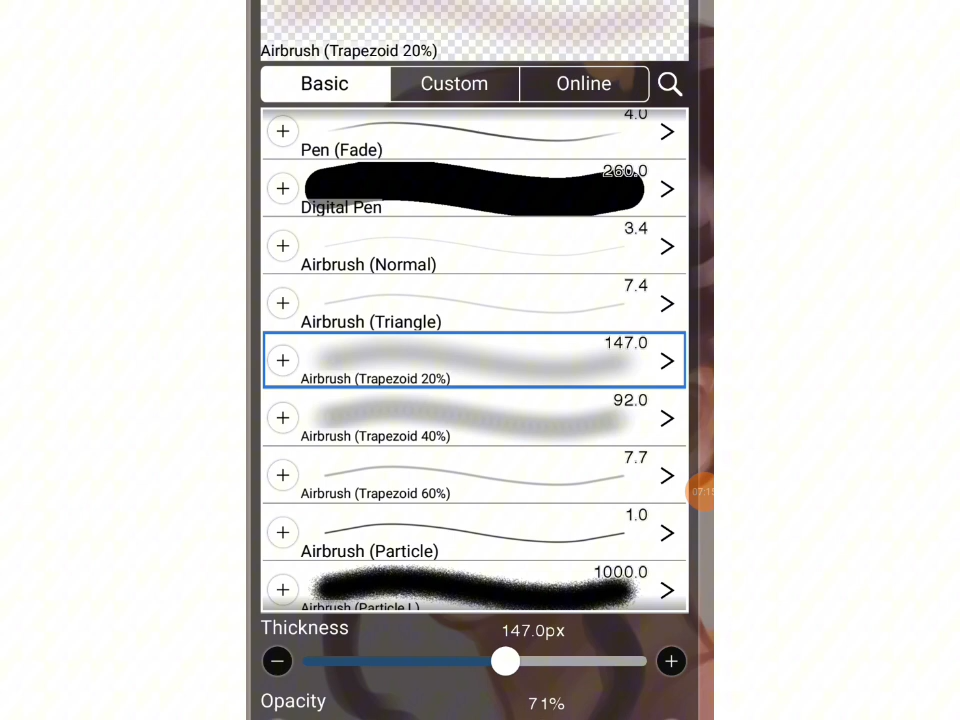 Airbrush (Trapezoid 20%)
Basic Custom Online
4.0
Pen (Fade)
260.0
Digital Pen
3.4
Airbrush (Normal)
7.4
Airbrush (Triangle)
147.0
Airbrush (Trapezoid 20%)
92.0
Airbrush (Trapezoid 40%)
7.7
Airbrush (Trapezoid 60%)
1.0
Airbrush (Particle)
1000.0
Airbrush (Particle L)
Thickness 147.0px
Opacity 71%